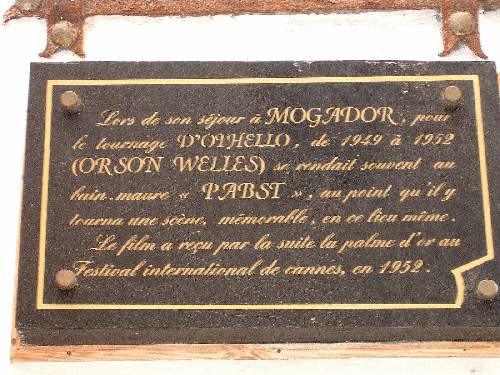 Lors de son séjour à MOGADOR, pour
le tournage D'OTHELLO, de 1949 à 1952
(ORSON WELLES) se rendait souvent au
bain-maure « PABST », au point qu'il y
tourna une scène, mémorable, en ce lieu même.
Le film a reçu par la suite la palme d'or au
Festival international de cannes, en 1952.